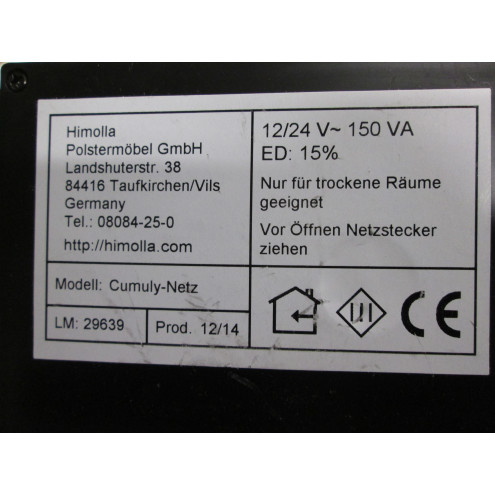 Himolla
Polstermöbel GmbH
Landshuterstr. 38
84416 Taufkirchen/Vils
Germany
Tel.: 08084-25-0
http://himolla.com
Modell: Cumuly-Netz
LM: 29639
Prod. 12/14
12/24 V~ 150 VA
ED: 15%
Nur für trockene Räume
geeignet
Vor Öffnen Netzstecker
ziehen
III
CE